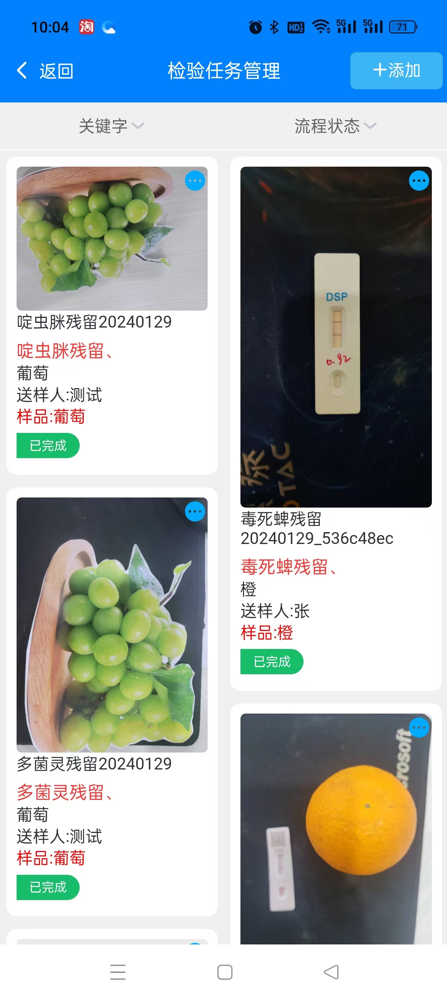 10:04
淘
HD12
5G
5G
71
返回
检验任务管理
+添加
关键字
流程状态
啶虫脒残留20240129
啶虫脒残留、
葡萄
送样人:测试
样品:葡萄
已完成
多菌灵残留20240129
多菌灵残留、
葡萄
送样人:测试
样品:葡萄
已完成
DSP
0.92
TAC
毒死蜱残留
20240129_536c48ec
毒死蜱残留、
橙
送样人:张
样品:橙
已完成
crosoft